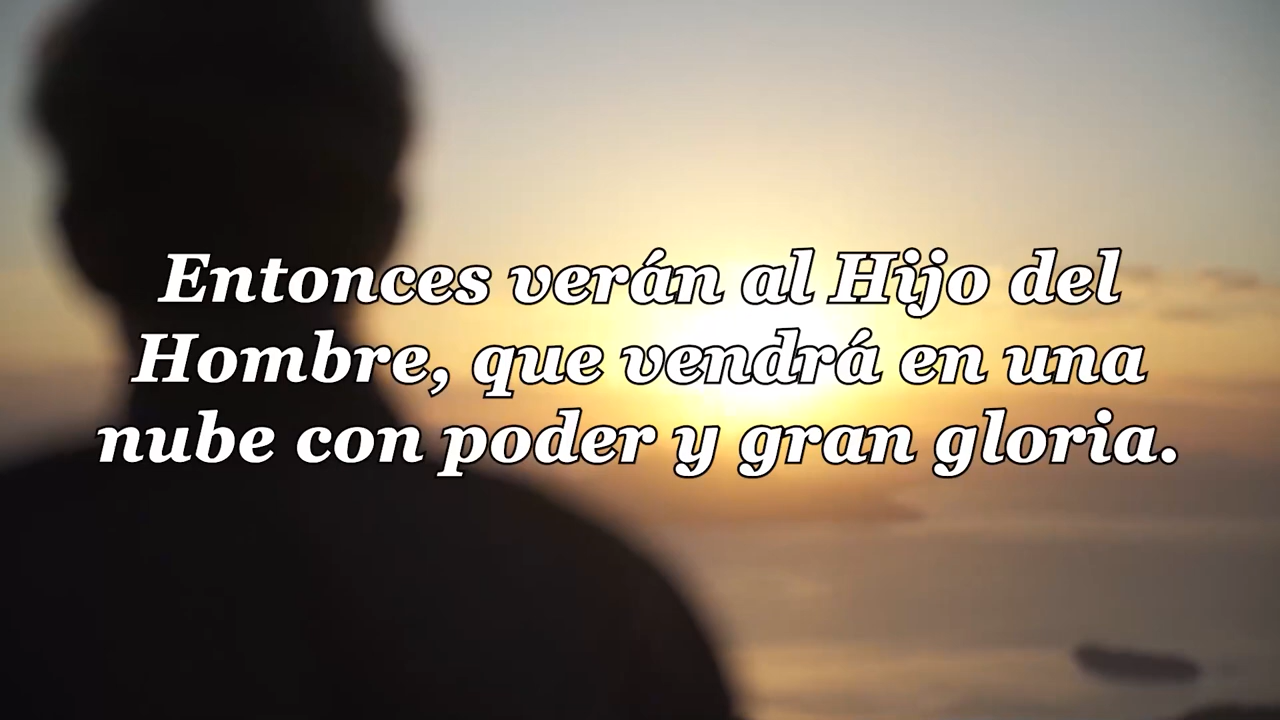 Entonces verán al Hijo del
Hombre, que vendrá en una
nube con poder y gran gloria.